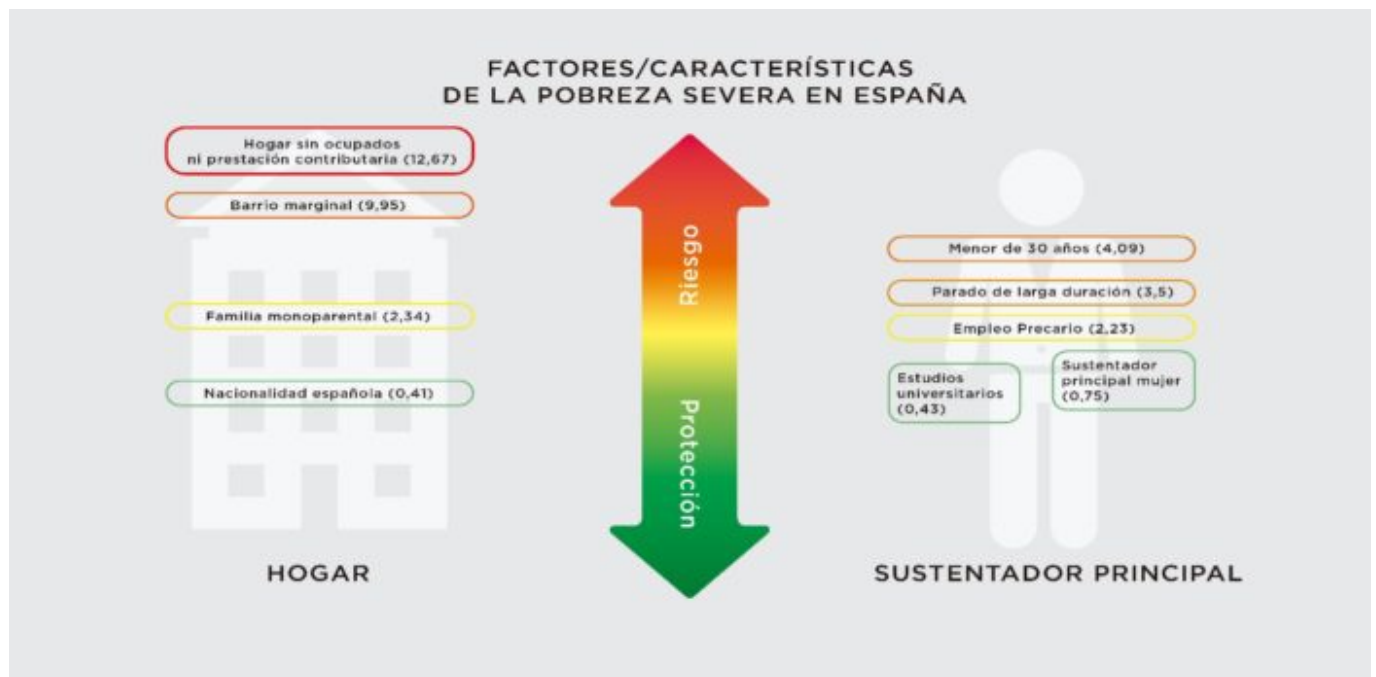 FACTORES/CARACTERÍSTICAS
DE LA POBREZA SEVERA EN ESPAÑA
Hogar sin ocupados
ni prestación contributaria (12,67)
Barrio marginal (9,95)
Familia monoparental (2,34)
Nacionalidad española (0,41)
HOGAR
Riesgo
Protección
Menor de 30 años (4,09)
Parado de larga duración (3,5)
Empleo Precario (2,23)
Estudios
universitarios
(0,43)
Sustentador
principal mujer
(0,75)
SUSTENTADOR PRINCIPAL